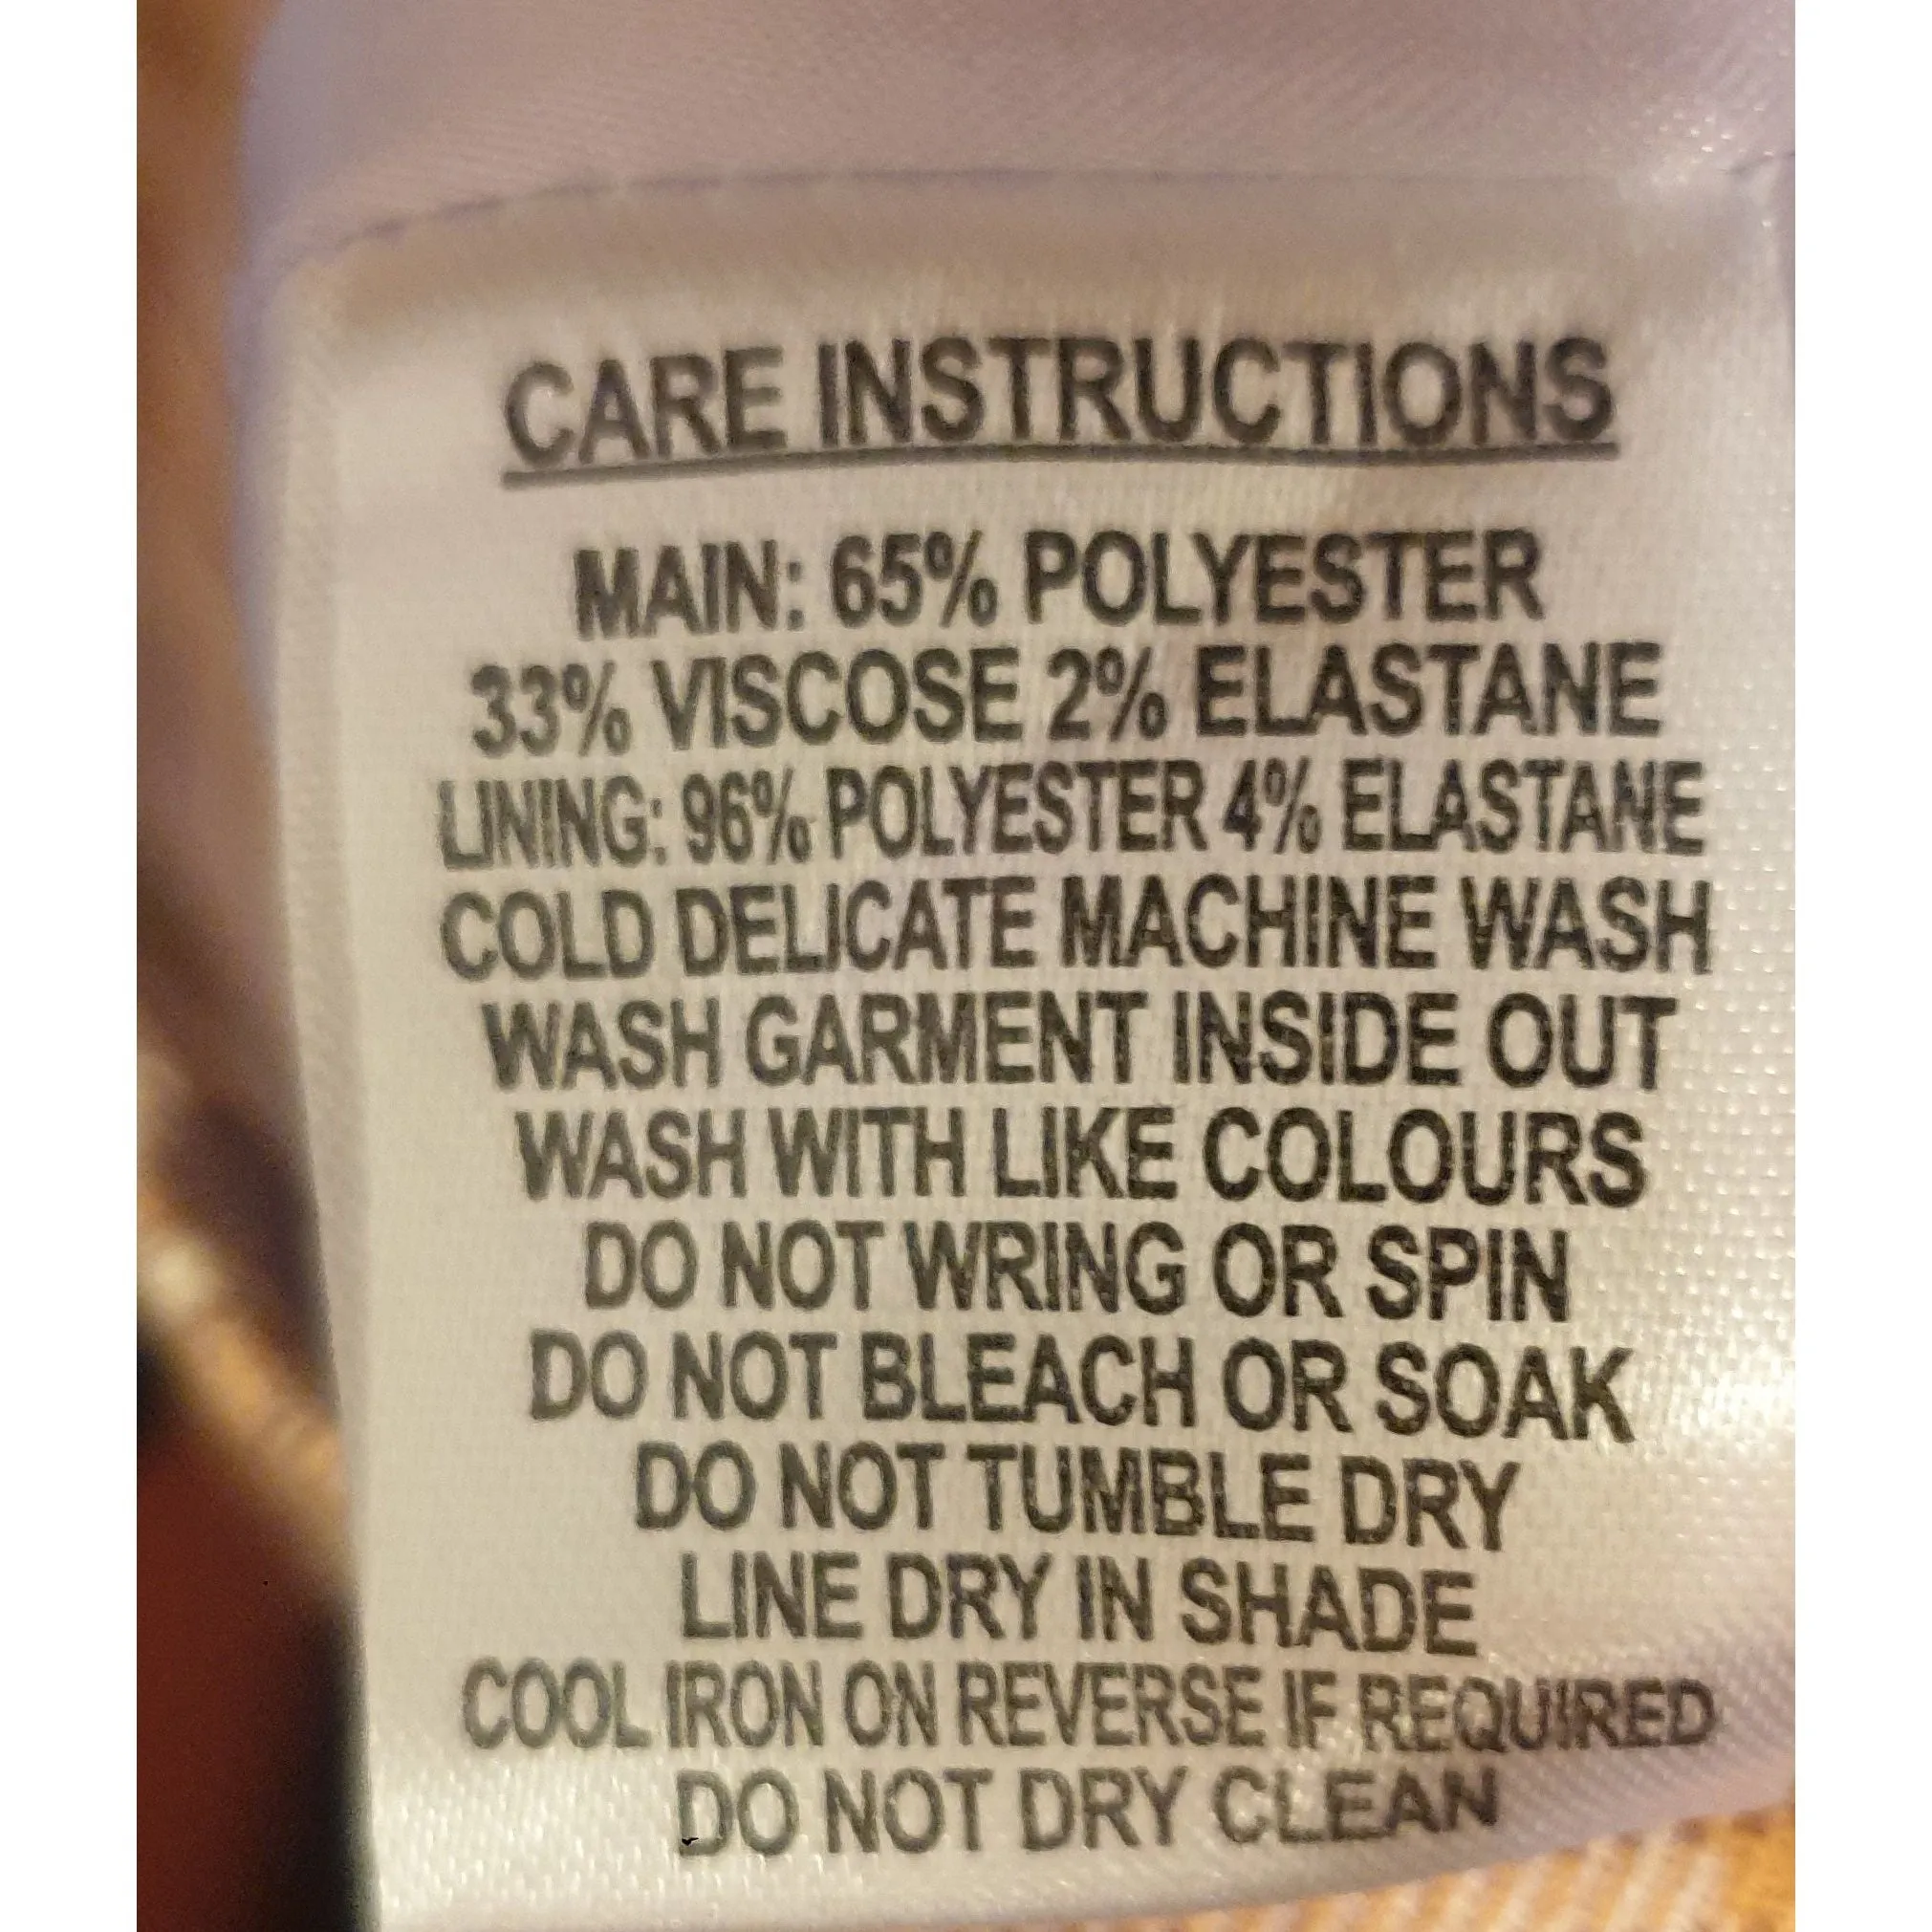 CARE INSTRUCTIONS
MAIN: 65% POLYESTER
33% VISCOSE 2% ELASTANE
LINING: 96% POLYESTER 4% ELASTANE
COLD DELICATE MACHINE WASH
WASH GARMENT INSIDE OUT
WASH WITH LIKE COLOURS
DO NOT WRING OR SPIN
DO NOT BLEACH OR SOAK
DO NOT TUMBLE DRY
LINE DRY IN SHADE
COOL IRON ON REVERSE IF REQUIRED
DO NOT DRY CLEAN